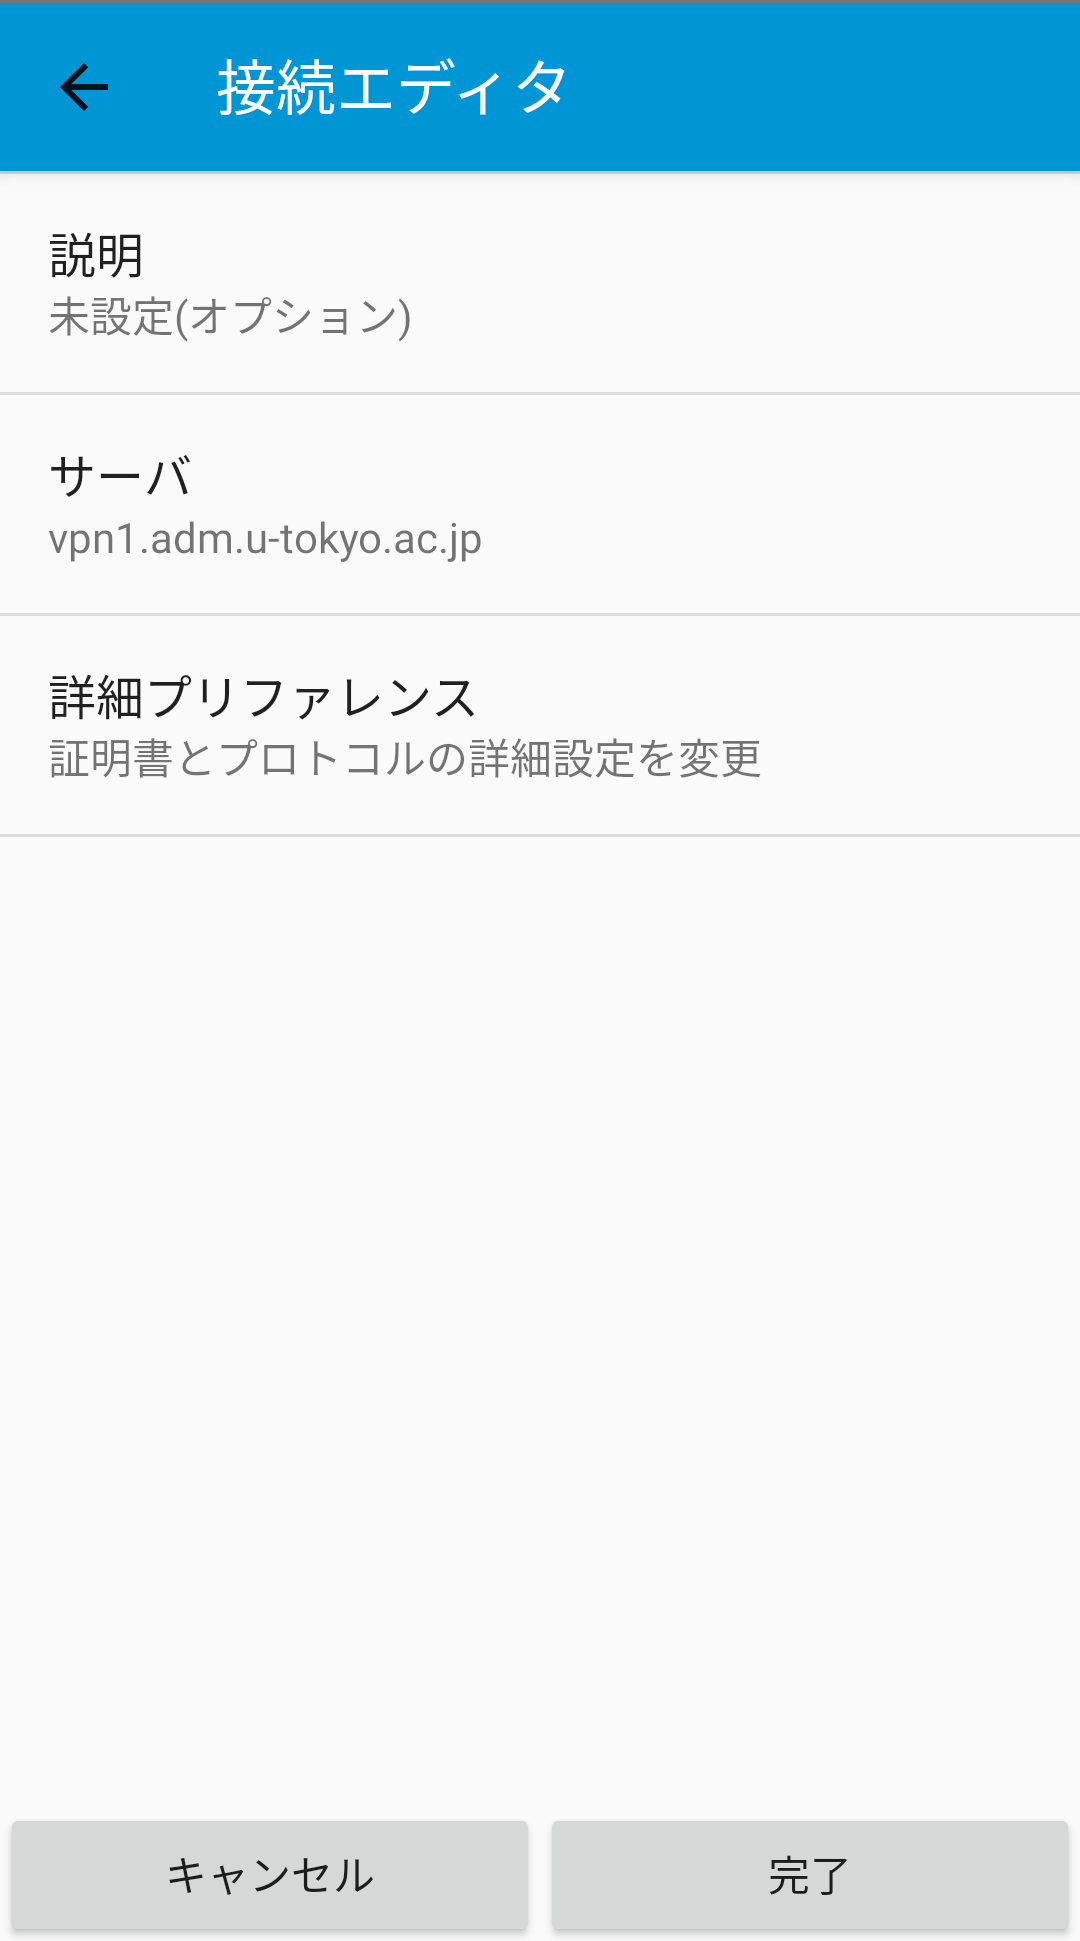 接続エディタ
説明
未設定(オプション)
サーバ
vpn1.adm.u-tokyo.ac.jp
詳細プリファレンス
証明書とプロトコルの詳細設定を変更
キャンセル
完了